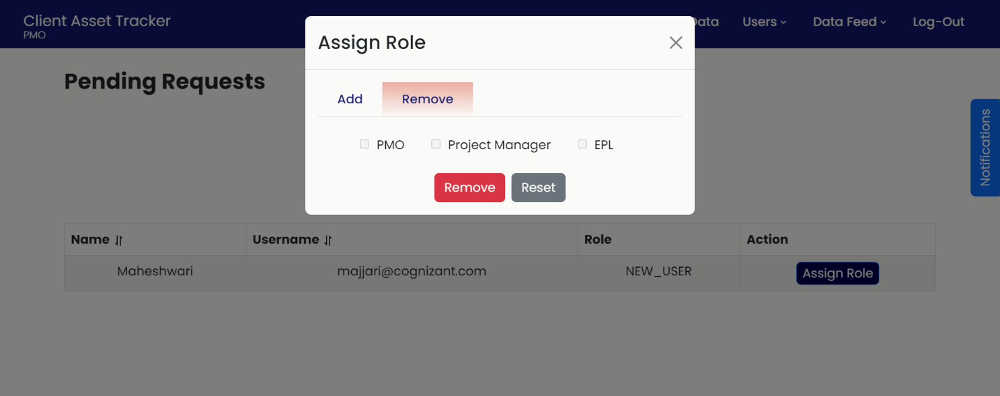 Client Asset Tracker
PMO
Users
Data Feed
Log-Out
Assign Role
Pending Requests
Add
Remove
PMO
Project Manager
EPL
Remove
Reset
Notifications
Name
Username
Role
Action
Maheshwari
majjari@cognizant.com
NEW_USER
Assign Role